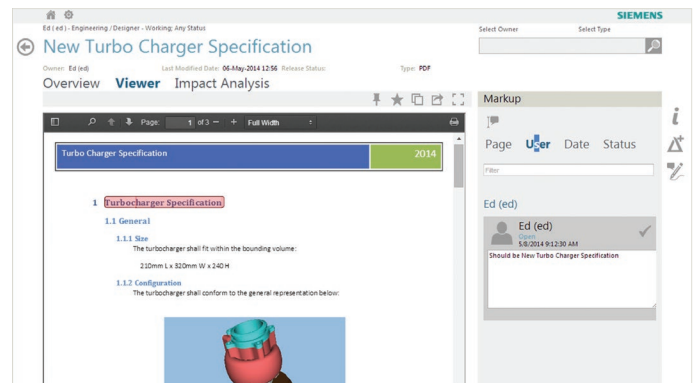 SIEMENS
Ed ( ed ) - Engineering / Designer - Working; Any Status
Select Owner Select Type
New Turbo Charger Specification
Owner: Ed (ed) Last Modified Date: 06-May-2014 12:56 Release Status: Type: PDF
Overview Viewer Impact Analysis
Markup
Page: 1 of 3 − + Full Width
Page User Date Status
Turbo Charger Specification 2014
Filter
1 Turbocharger Specification
Ed (ed)
1.1 General
Ed (ed)
Open
5/8/2014 9:12:30 AM
1.1.1 Size
The turbocharger shall fit within the bounding volume:
Should be New Turbo Charger Specification
210mm L x 320mm W x 240 H
1.1.2 Configuration
The turbocharger shall conform to the general representation below: